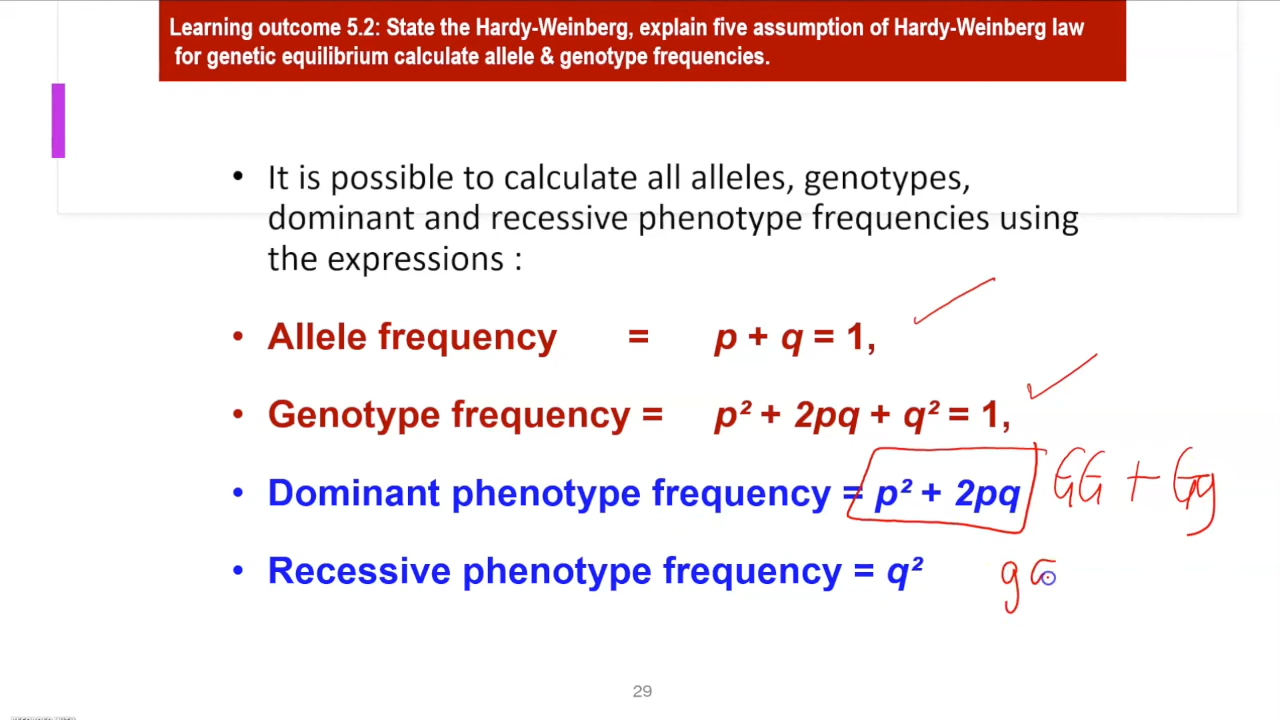 Learning outcome 5.2: State the Hardy-Weinberg, explain five assumption of Hardy-Weinberg law
for genetic equilibrium calculate allele & genotype frequencies.
• It is possible to calculate all alleles, genotypes,
dominant and recessive phenotype frequencies using
the expressions :
• Allele frequency = p + q = 1,
• Genotype frequency = p² + 2pq + q² = 1,
• Dominant phenotype frequency = p² + 2pq GG + Gg
• Recessive phenotype frequency = q² g
29